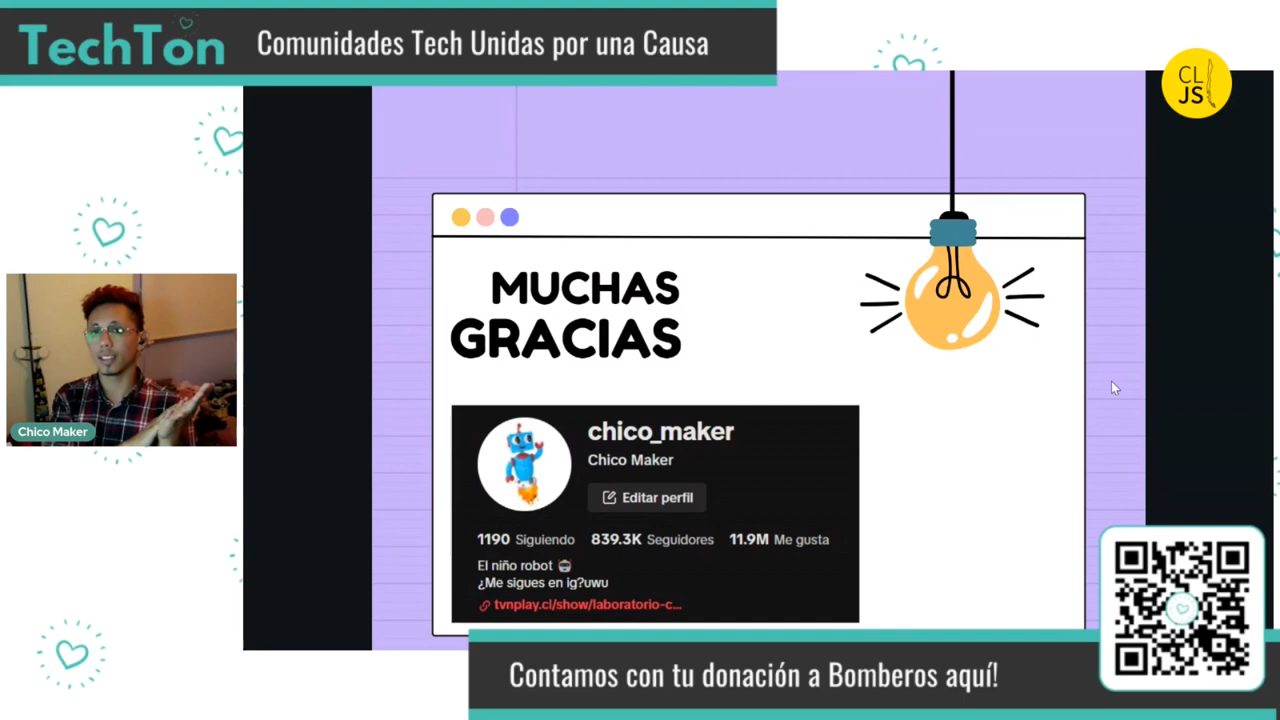 TechTon
Comunidades Tech Unidas por una Causa
CL
JS
MUCHAS
GRACIAS
Chico Maker
chico_maker
Chico Maker
Editar perfil
1190 Siguiendo 839.3K Seguidores 11.9M Me gusta
El niño robot
¿Me sigues en ig?uwu
tvnplay.cl/show/laboratorio-c...
Contamos con tu donación a Bomberos aquí!